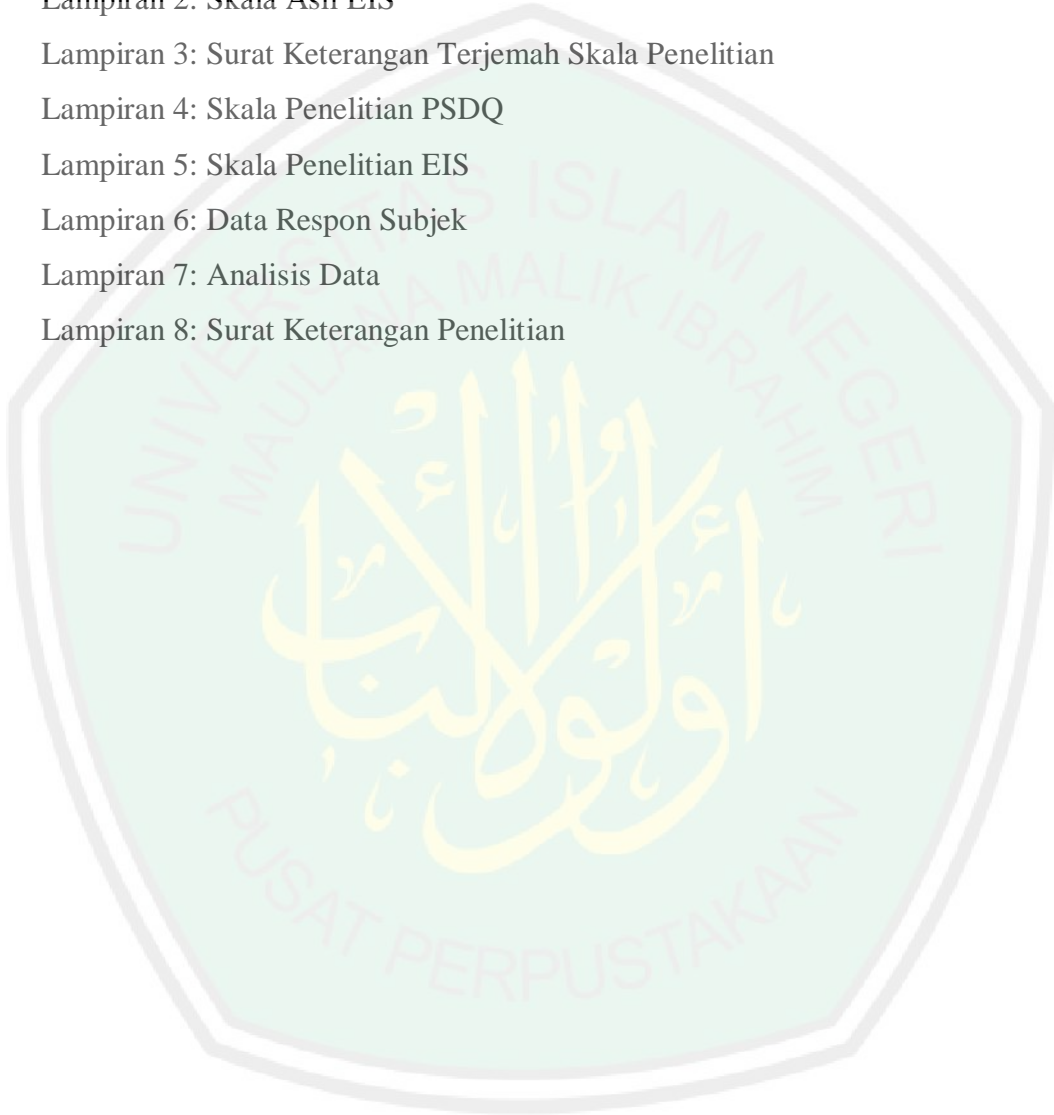 Lampiran 2: Skala Asli EIS
Lampiran 3: Surat Keterangan Terjemah Skala Penelitian
Lampiran 4: Skala Penelitian PSDQ
Lampiran 5: Skala Penelitian EIS
Lampiran 6: Data Respon Subjek
Lampiran 7: Analisis Data
Lampiran 8: Surat Keterangan Penelitian
UNIVERSITAS ISLAM NEGERI
MAULANA MALIK IBRAHIM
أولوا الألباب
PUSAT PERPUSTAKAAN